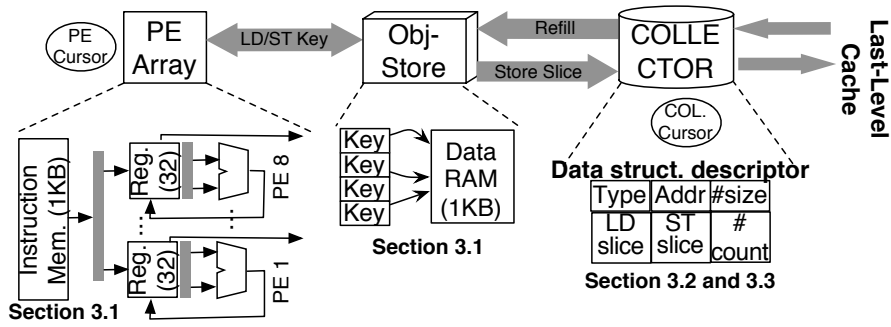 PE
Cursor
PE
Array
LD/ST Key
Obj-
Store
Refill
Store Slice
COLLE
CTOR
Last-Level
Cache
COL.
Cursor
Instruction
Mem. (1KB)
Reg.
(32)
PE 8
Reg.
(32)
PE 1
Section 3.1
Key
Key
Key
Key
Data
RAM
(1KB)
Section 3.1
Data struct. descriptor
Type Addr #size
LD
slice
ST
slice
#
count
Section 3.2 and 3.3